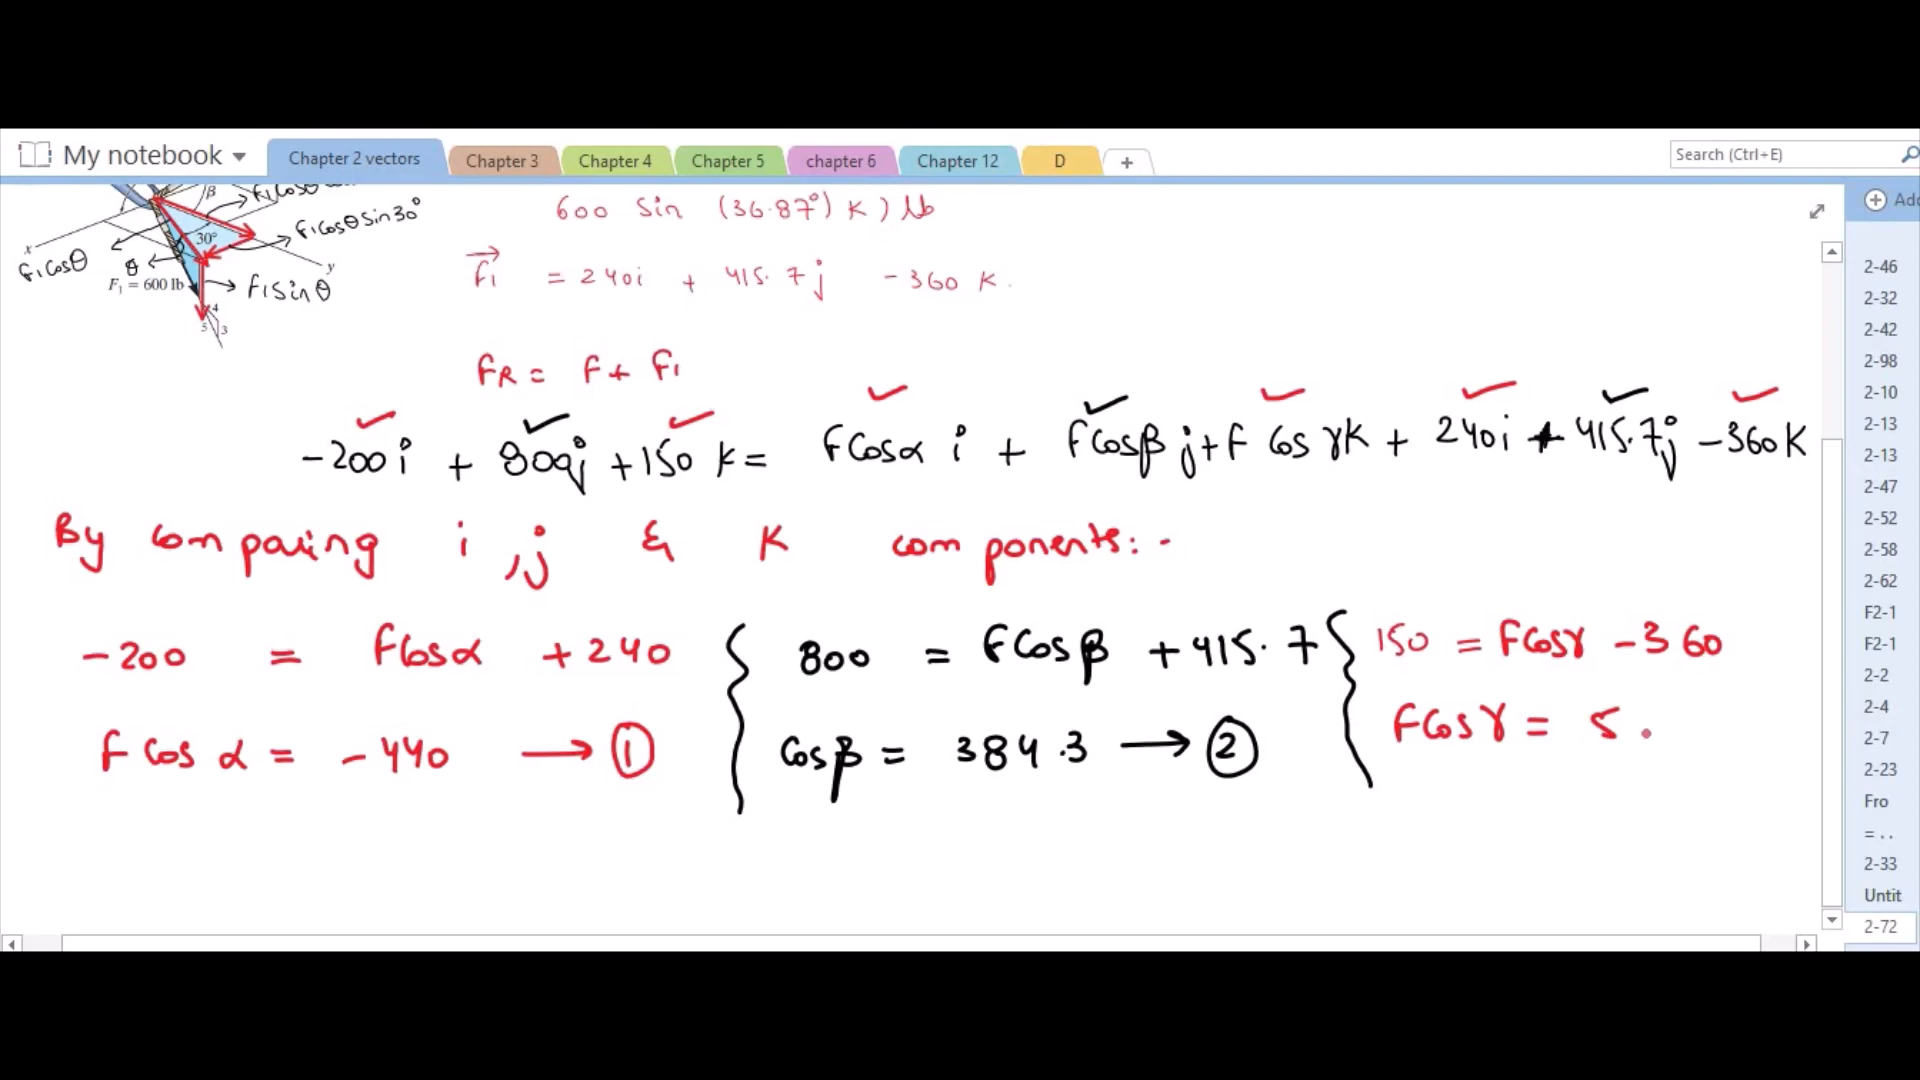 My notebook
Chapter 2 vectors
Chapter 3
Chapter 4
Chapter 5
chapter 6
Chapter 12
D
+
Search (Ctrl+E)
β
F₁cosθ
F₁cosθsin30°
30°
x
y
F₁cosθ
θ
F₁ = 600 lb
F₁sinθ
4
5
3
600 Sin (36.87°) K ) lb
F₁ = 240i + 415.7j - 360 K.
FR = F + F₁
-200i + 800j + 150 K = FCosα i + FCosβ j + F Cos γK + 240i + 415.7j - 360K
By comparing i, j & K components:-
-200 = FCosα + 240
F Cos α = -440 → ①
800 = FCosβ + 415.7
Cosβ = 384.3 → ②
150 = FCosγ - 360
FCosγ = 5
2-46
2-32
2-42
2-98
2-10
2-13
2-13
2-47
2-52
2-58
2-62
F2-1
F2-1
2-2
2-4
2-7
2-23
Fro
= . .
2-33
Untit
2-72